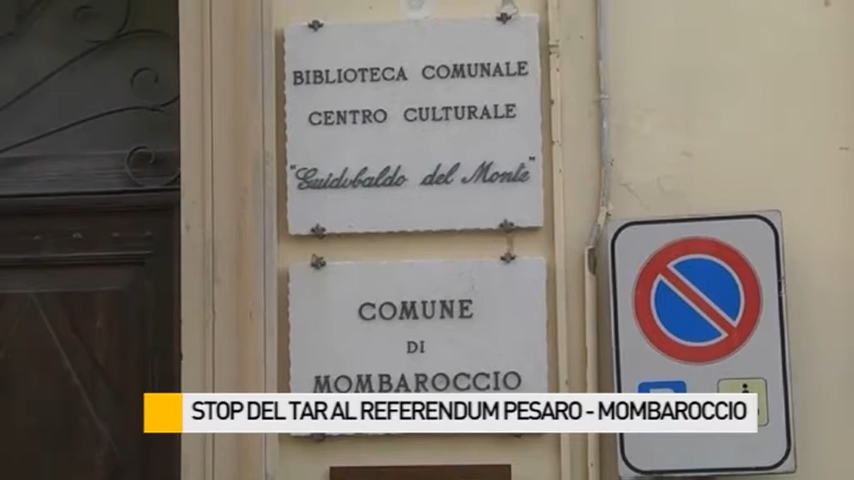 BIBLIOTECA COMUNALE
CENTRO CULTURALE
"Guidubaldo del Monte"
COMUNE
DI
MOMBAROCCIO
STOP DEL TAR AL REFERENDUM PESARO - MOMBAROCCIO